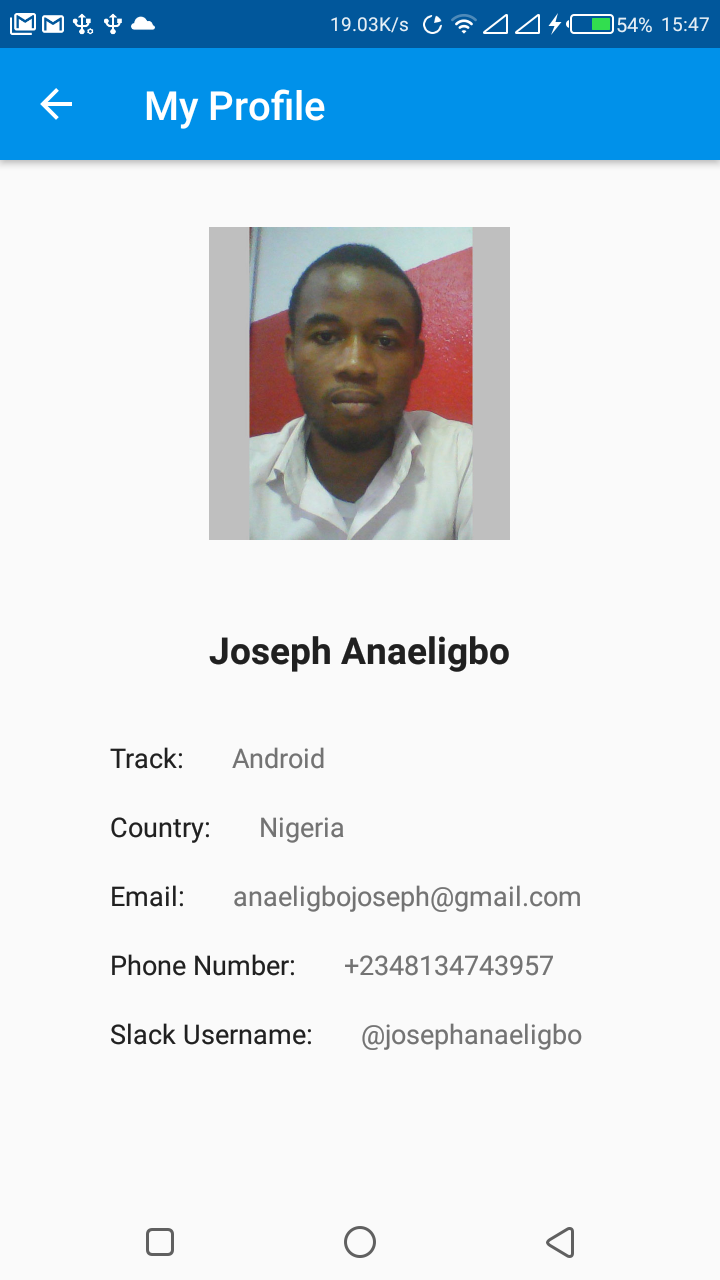 19.03K/s 54% 15:47
My Profile
Joseph Anaeligbo
Track: Android
Country: Nigeria
Email: anaeligbojoseph@gmail.com
Phone Number: +2348134743957
Slack Username: @josephanaeligbo